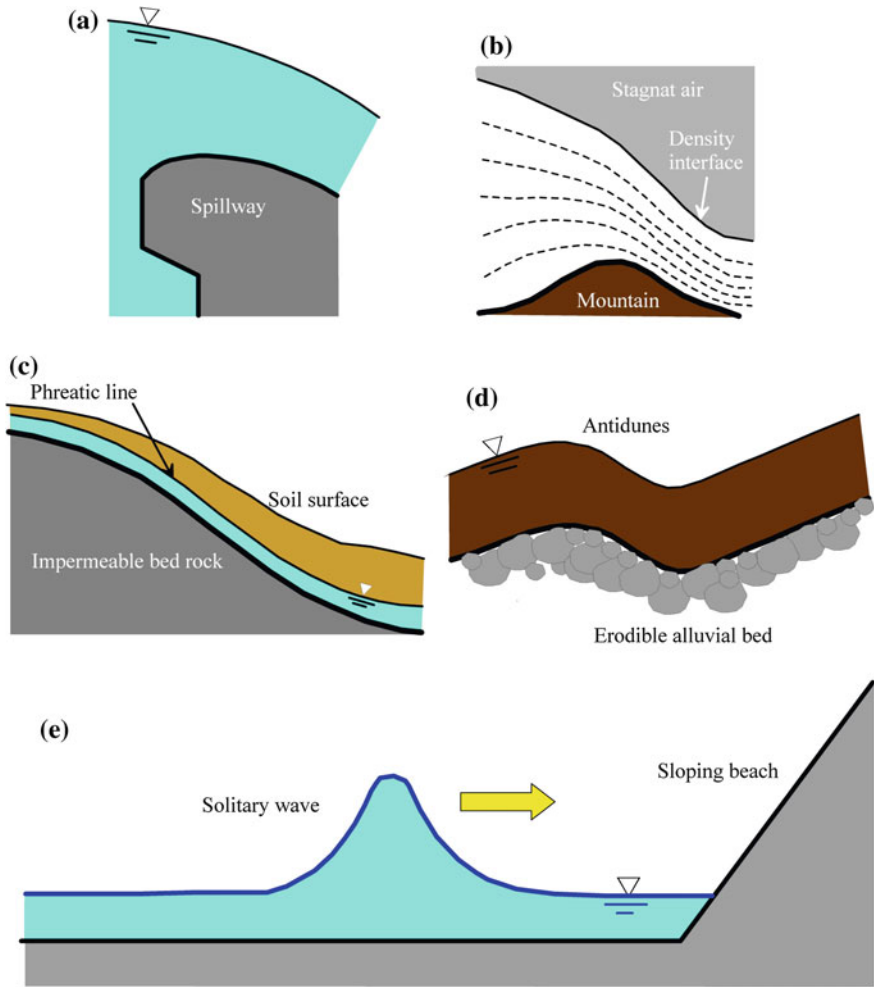 (a)
Spillway
(b)
Stagnat air
Density
interface
Mountain
(c)
Phreatic line
Soil surface
Impermeable bed rock
(d)
Antidunes
Erodible alluvial bed
(e)
Solitary wave
Sloping beach